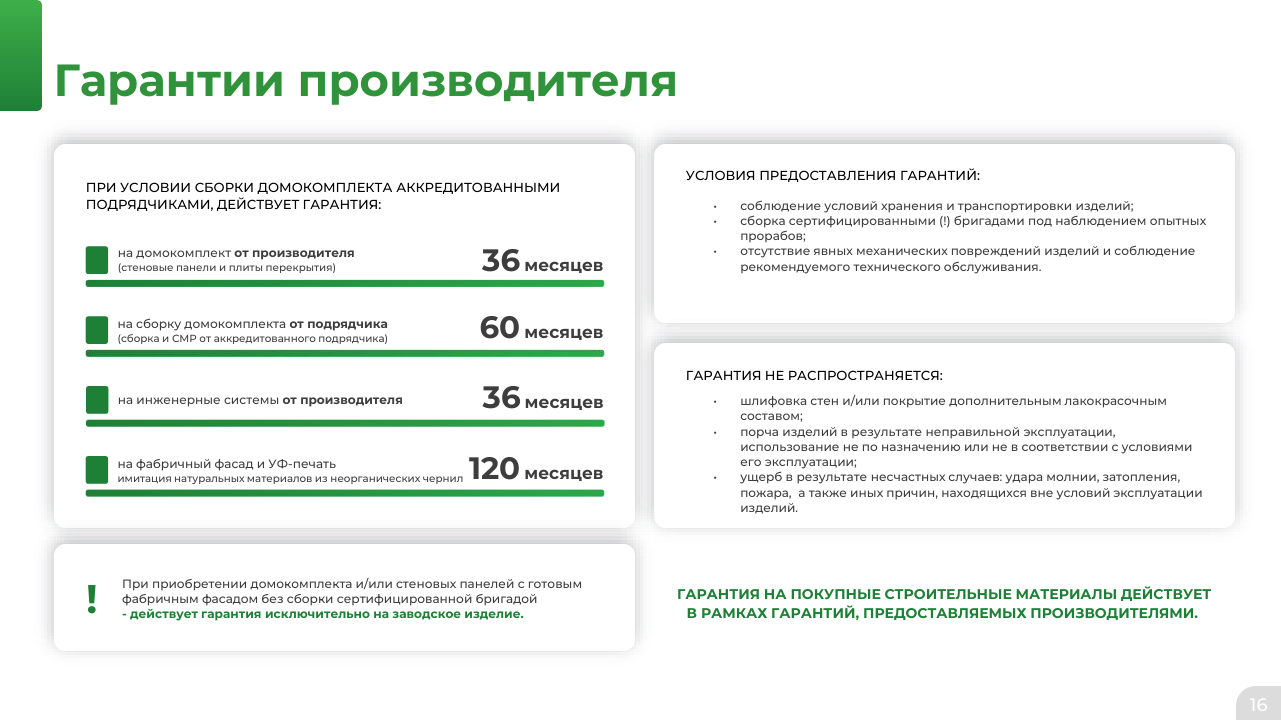 Гарантии производителя
ПРИ УСЛОВИИ СБОРКИ ДОМОКОМПЛЕКТА АККРЕДИТОВАННЫМИ
ПОДРЯДЧИКАМИ, ДЕЙСТВУЕТ ГАРАНТИЯ:
на домокомплект от производителя
(стеновые панели и плиты перекрытия)
36 месяцев
на сборку домокомплекта от подрядчика
(сборка и СМР от аккредитованного подрядчика)
60 месяцев
на инженерные системы от производителя
36 месяцев
на фабричный фасад и УФ-печать
имитация натуральных материалов из неорганических чернил
120 месяцев
! При приобретении домокомплекта и/или стеновых панелей с готовым
фабричным фасадом без сборки сертифицированной бригадой
- действует гарантия исключительно на заводское изделие.
УСЛОВИЯ ПРЕДОСТАВЛЕНИЯ ГАРАНТИЙ:
• соблюдение условий хранения и транспортировки изделий;
• сборка сертифицированными (!) бригадами под наблюдением опытных
прорабов;
• отсутствие явных механических повреждений изделий и соблюдение
рекомендуемого технического обслуживания.
ГАРАНТИЯ НЕ РАСПРОСТРАНЯЕТСЯ:
• шлифовка стен и/или покрытие дополнительным лакокрасочным
составом;
• порча изделий в результате неправильной эксплуатации,
использование не по назначению или не в соответствии с условиями
его эксплуатации;
• ущерб в результате несчастных случаев: удара молнии, затопления,
пожара, а также иных причин, находящихся вне условий эксплуатации
изделий.
ГАРАНТИЯ НА ПОКУПНЫЕ СТРОИТЕЛЬНЫЕ МАТЕРИАЛЫ ДЕЙСТВУЕТ
В РАМКАХ ГАРАНТИЙ, ПРЕДОСТАВЛЯЕМЫХ ПРОИЗВОДИТЕЛЯМИ.
16